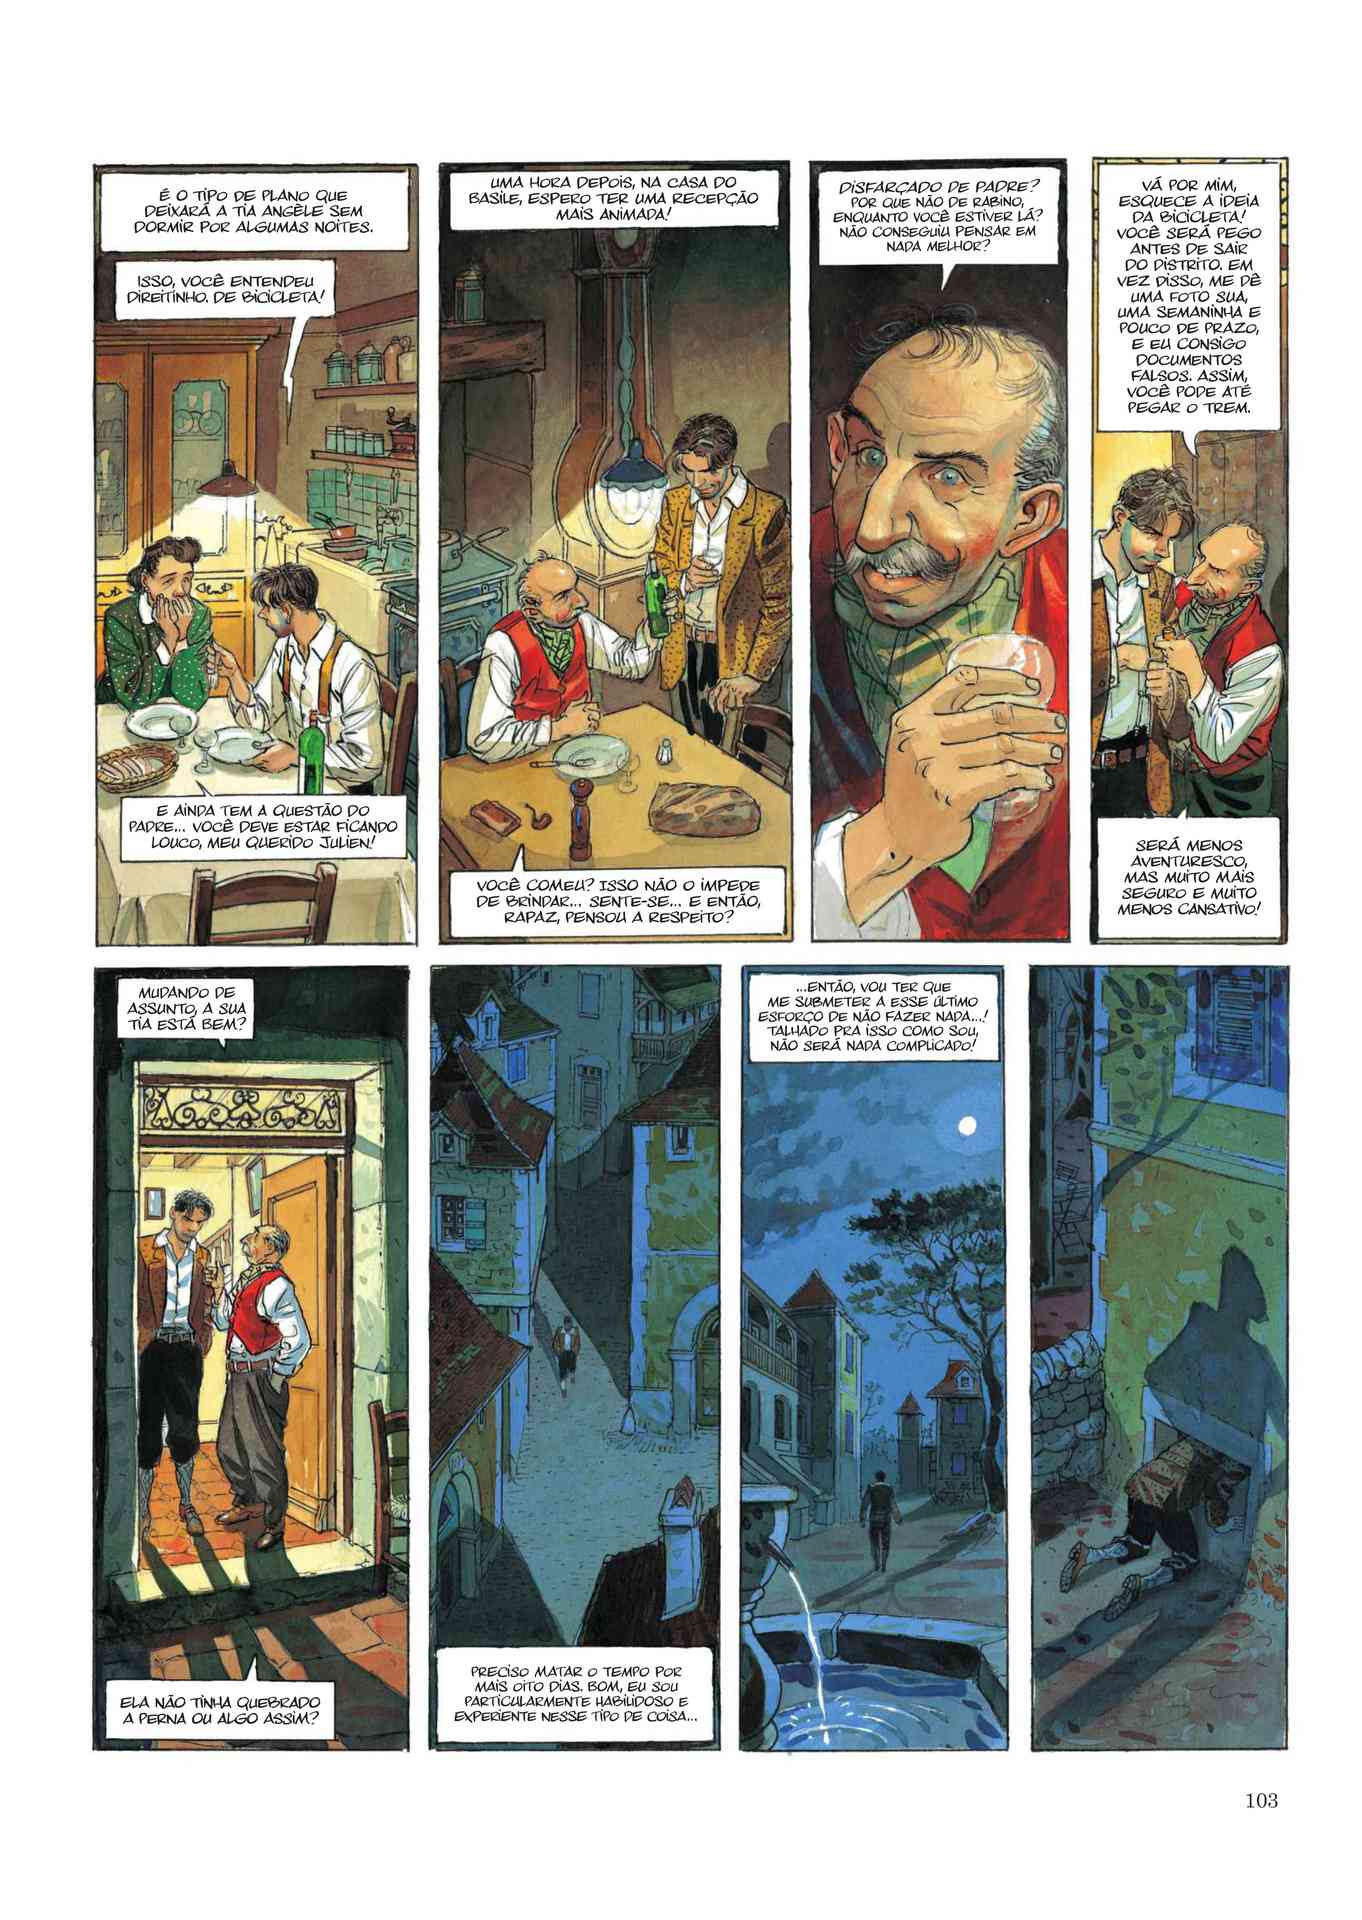 É O TIPO DE PLANO QUE
DEIXARÁ A TIA ANGÈLE SEM
DORMIR POR ALGUMAS NOITES.
ISSO, VOCÊ ENTENDEU
DIREITINHO. DE BICICLETA!
E AINDA TEM A QUESTÃO DO
PADRE... VOCÊ DEVE ESTAR FICANDO
LOUCO, MEU QUERIDO JULIEN!
UMA HORA DEPOIS, NA CASA DO
BASILE, ESPERO TER UMA RECEPÇÃO
MAIS ANIMADA!
VOCÊ COMEU? ISSO NÃO O IMPEDE
DE BRINDAR... SENTE-SE... E ENTÃO,
RAPAZ, PENSOU A RESPEITO?
DISFARÇADO DE PADRE?
POR QUE NÃO DE RABINO,
ENQUANTO VOCÊ ESTIVER LÁ?
NÃO CONSEGUIU PENSAR EM
NADA MELHOR?
VÁ POR MIM,
ESQUECE A IDEIA
DA BICICLETA!
VOCÊ SERÁ PEGO
ANTES DE SAIR
DO DISTRITO. EM
VEZ DISSO, ME DÊ
UMA FOTO SUA,
UMA SEMANINHA E
POUCO DE PRAZO,
E EU CONSIGO
DOCUMENTOS
FALSOS. ASSIM,
VOCÊ PODE ATÉ
PEGAR O TREM.
SERÁ MENOS
AVENTURESCO,
MAS MUITO MAIS
SEGURO E MUITO
MENOS CANSATIVO!
MUDANDO DE
ASSUNTO, A SUA
TIA ESTÁ BEM?
ELA NÃO TINHA QUEBRADO
A PERNA OU ALGO ASSIM?
PRECISO MATAR O TEMPO POR
MAIS OITO DIAS. BOM, EU SOU
PARTICULARMENTE HABILIDOSO E
EXPERIENTE NESSE TIPO DE COISA...
...ENTÃO, VOU TER QUE
ME SUBMETER A ESSE ÚLTIMO
ESFORÇO DE NÃO FAZER NADA...!
TALHADO PRA ISSO COMO SOU,
NÃO SERÁ NADA COMPLICADO!
103